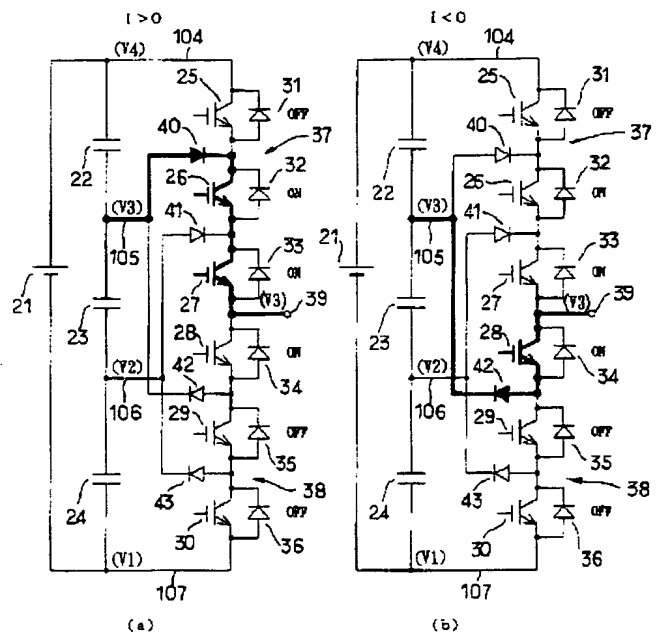 I>0
(V4)
104
25
31
OFF
40
37
22
26
32
ON
(V3)
41
105
33
21
27
ON
(V3)
39
23
28
(V2)
ON
42
34
106
29
OFF
35
43
38
24
OFF
30
36
(V1)
107
(a)
i<0
(V4)
104
25
31
OFF
40
37
22
26
32
ON
(V3)
41
105
33
21
27
ON
(V3)
39
23
28
(V2)
ON
42
34
106
29
OFF
35
43
38
24
OFF
30
36
(V1)
107
(b)